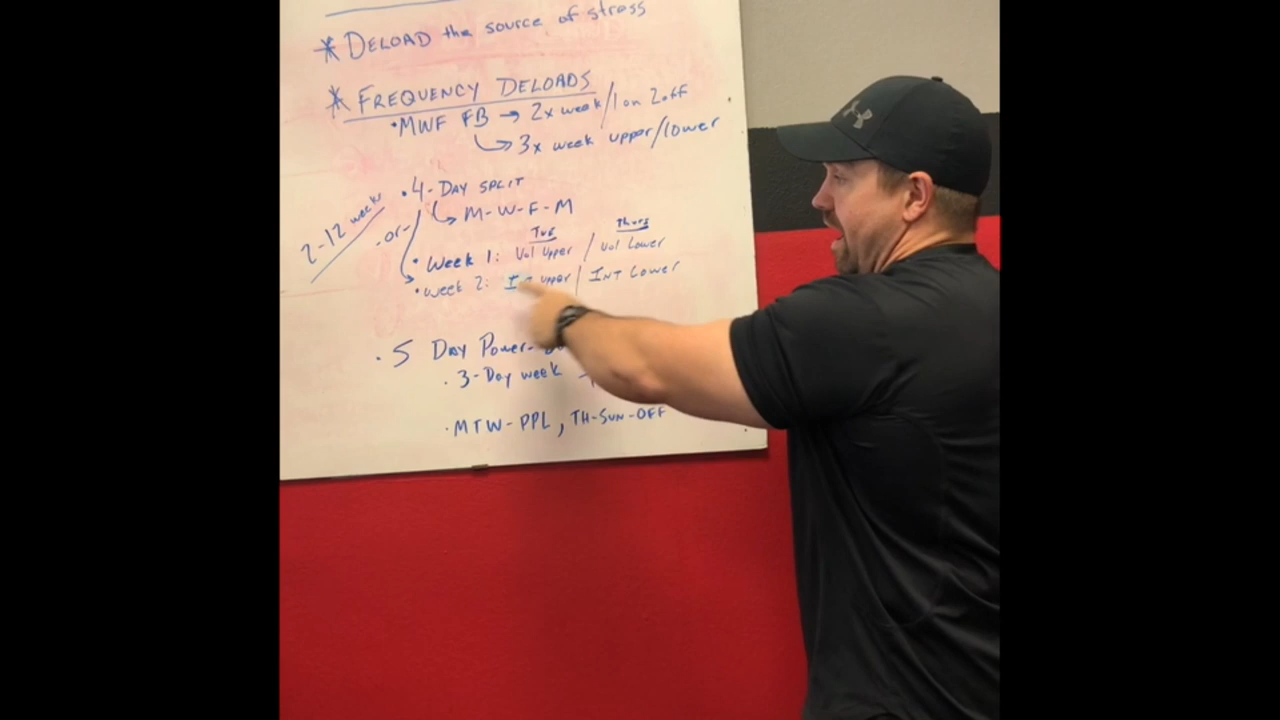 * DELOAD the source of stress
* FREQUENCY DELOADS
• MWF FB → 2x week/1 on 2 off
↳ 3x week upper/lower
• 4-DAY SPLIT
↳ M-W-F-M
2-12 week
-or-
Tue Thurs
• Week 1: Vol Upper / Vol Lower
• Week 2: Int upper / INT Lower
• 5 Day Power-
• 3-Day week
• MTW-PPL, TH-SUN-OFF